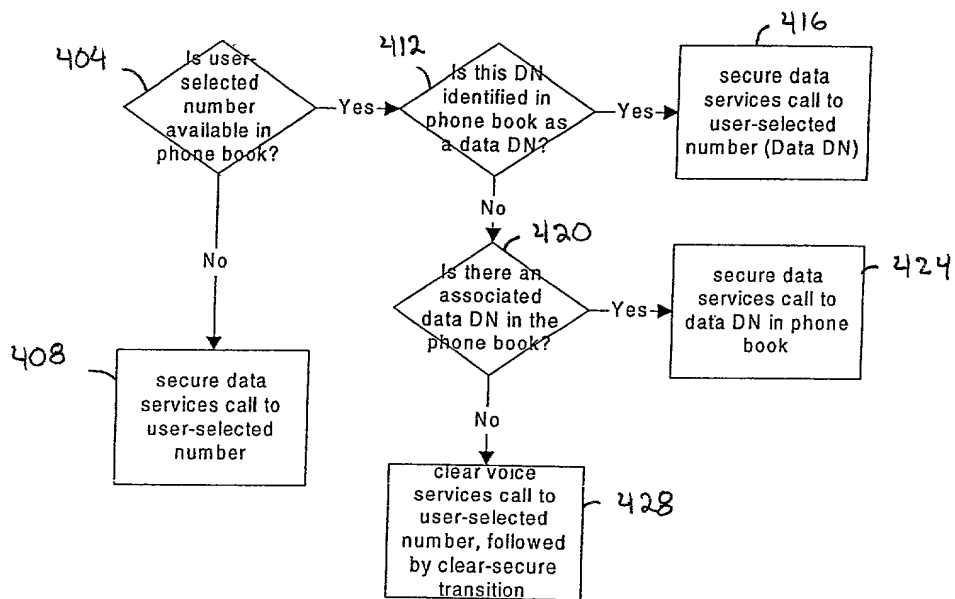 404
Is user-
selected
number
available in
phone book?
Yes
412
Is this DN
identified in
phone book as
a data DN?
Yes
416
secure data
services call to
user-selected
number (Data DN)
No
No
420
Is there an
associated
data DN in the
phone book?
Yes
424
secure data
services call to
data DN in phone
book
408
secure data
services call to
user-selected
number
No
428
clear voice
services call to
user-selected
number, followed
by clear-secure
transition